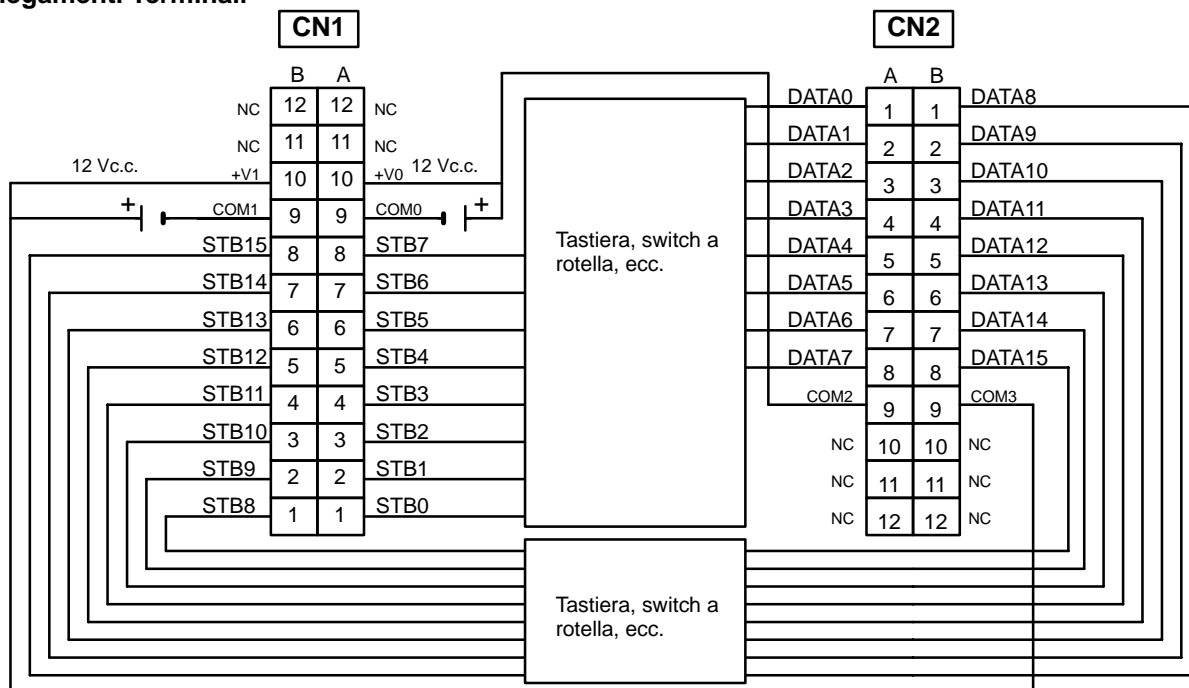 CN1
CN2
B A
A B
NC 12 12 NC
NC 11 11 NC
12 Vc.c. +V1 10 10 +V0 12 Vc.c.
+ COM1 9 9 COM0 +
STB15 8 8 STB7
STB14 7 7 STB6
STB13 6 6 STB5
STB12 5 5 STB4
STB11 4 4 STB3
STB10 3 3 STB2
STB9 2 2 STB1
STB8 1 1 STB0
Tastiera, switch a
rotella, ecc.
Tastiera, switch a
rotella, ecc.
DATA0 1 1 DATA8
DATA1 2 2 DATA9
DATA2 3 3 DATA10
DATA3 4 4 DATA11
DATA4 5 5 DATA12
DATA5 6 6 DATA13
DATA6 7 7 DATA14
DATA7 8 8 DATA15
COM2 9 9 COM3
NC 10 10 NC
NC 11 11 NC
NC 12 12 NC